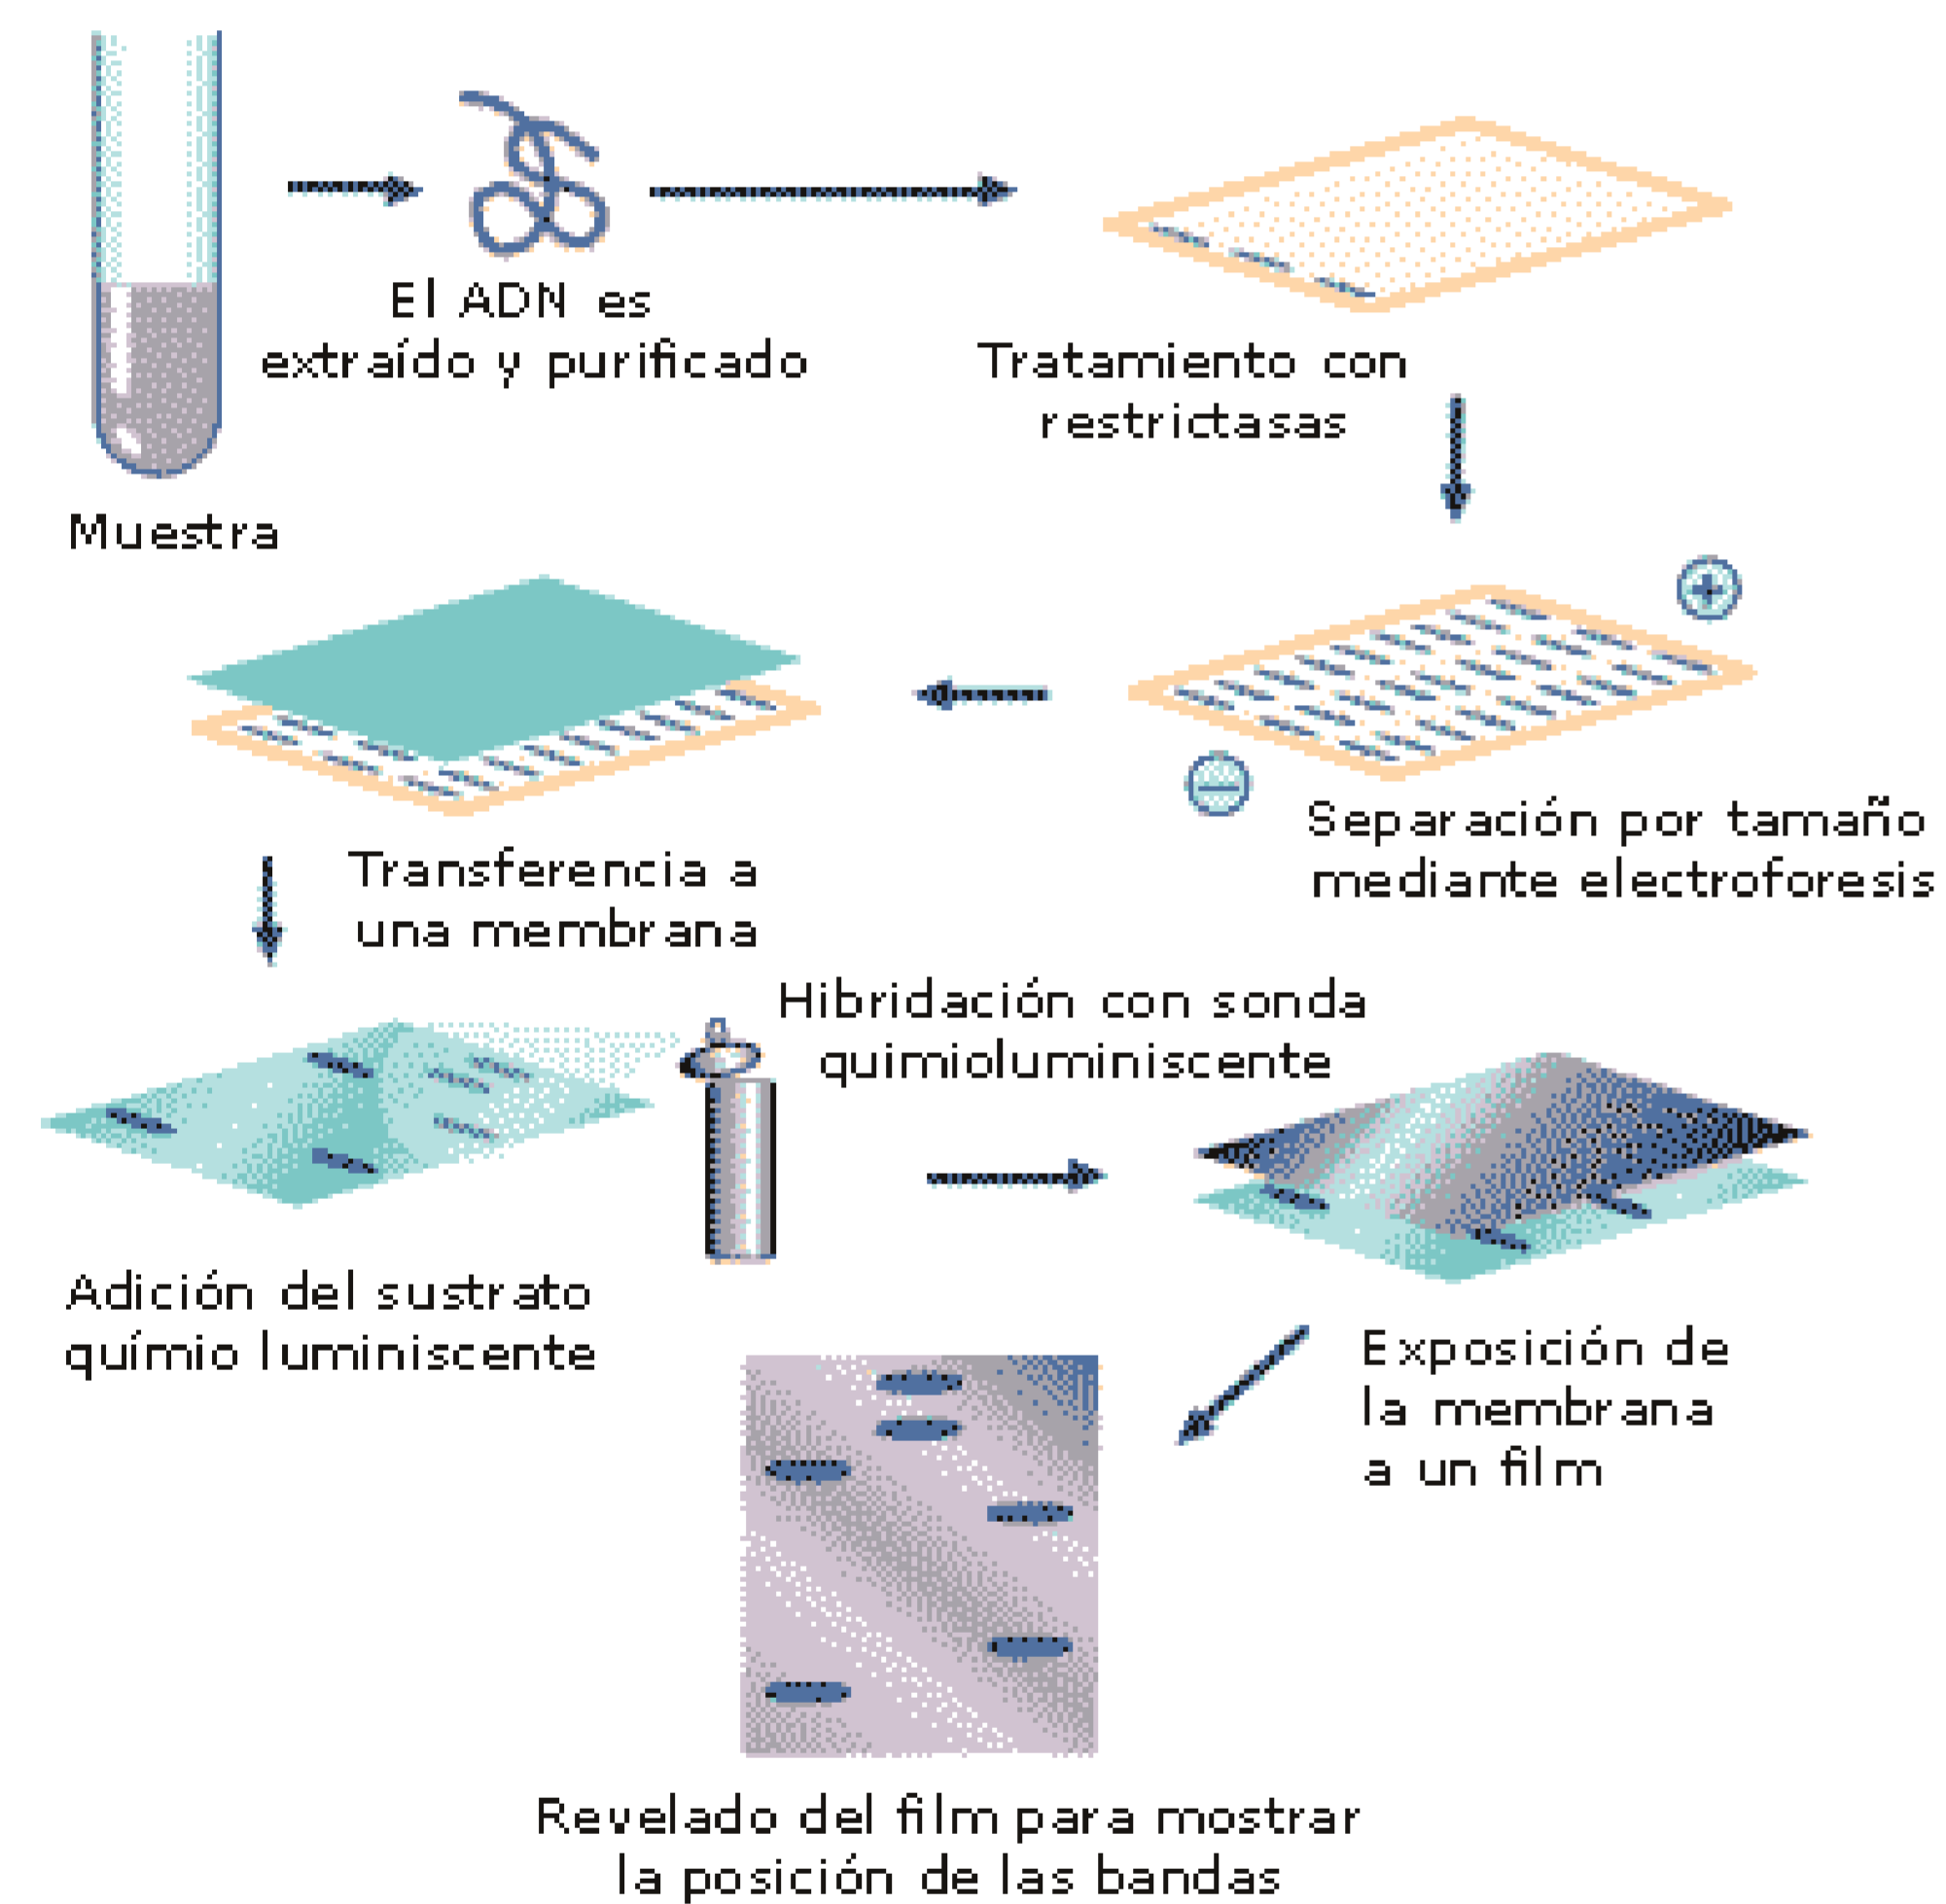 El ADN es
extraído y purificado
Tratamiento con
restrictasas
Muestra
+
−
Separación por tamaño
mediante electroforesis
Transferencia a
una membrana
Hibridación con sonda
quimioluminiscente
Adición del sustrato
químio luminiscente
Exposición de
la membrana
a un film
Revelado del film para mostrar
la posición de las bandas